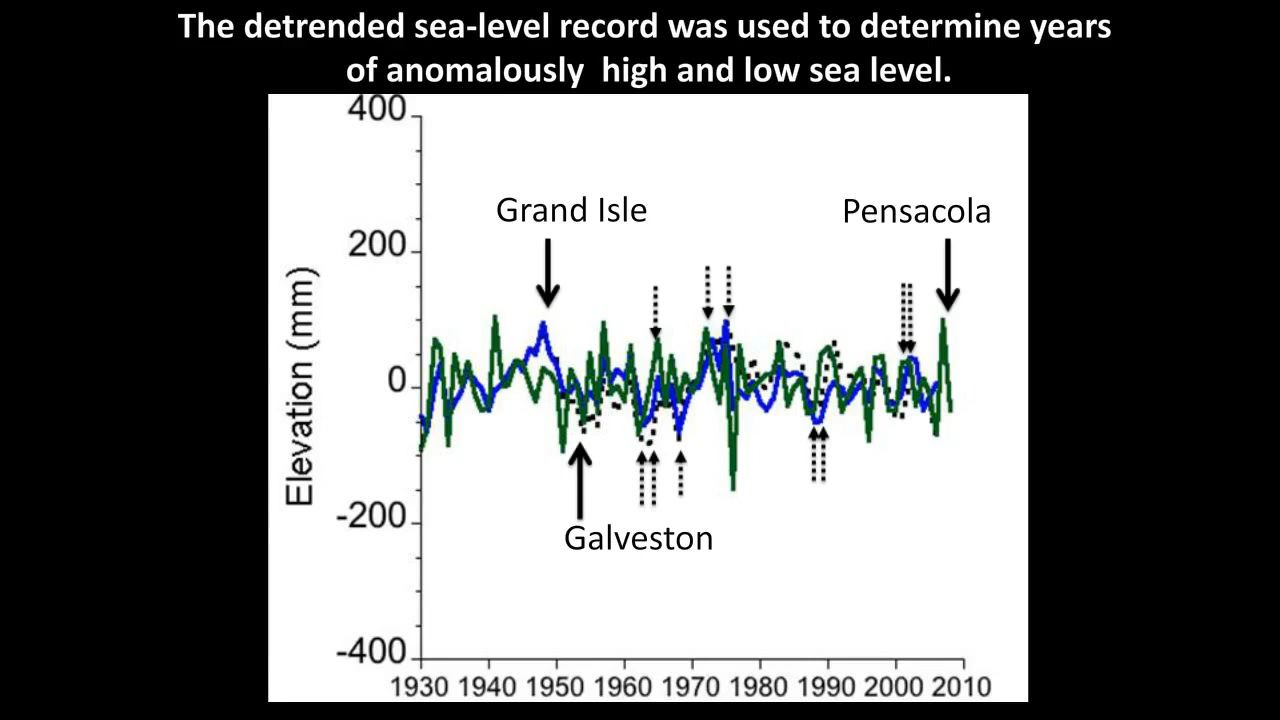 The detrended sea-level record was used to determine years
of anomalously high and low sea level.
400
Grand Isle
Pensacola
200
Elevation (mm)
0
-200
Galveston
-400
1930 1940 1950 1960 1970 1980 1990 2000 2010